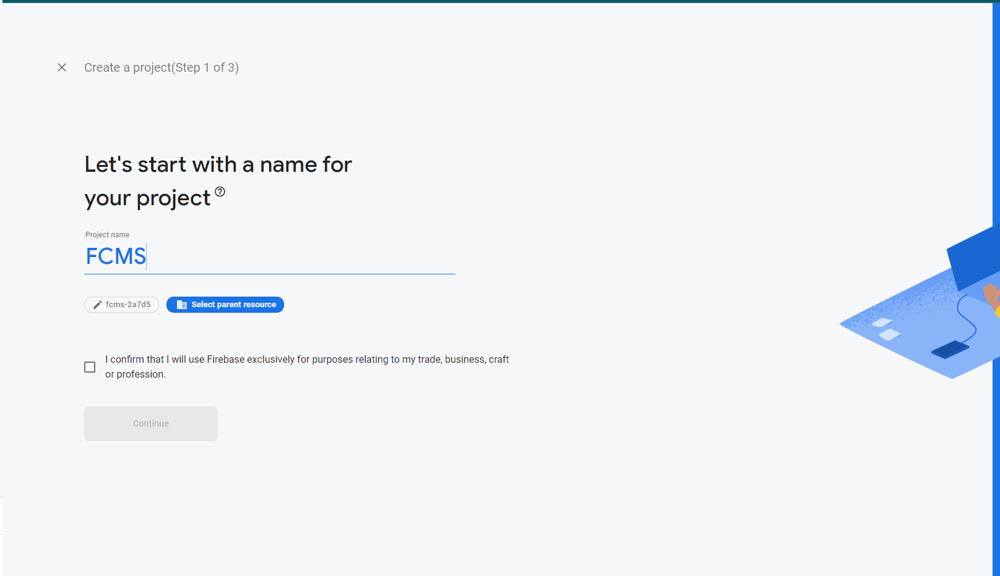 Create a project(Step 1 of 3)
Let's start with a name for
your project
Project name
FCMS
fcms-2a7d5
Select parent resource
I confirm that I will use Firebase exclusively for purposes relating to my trade, business, craft
or profession.
Continue